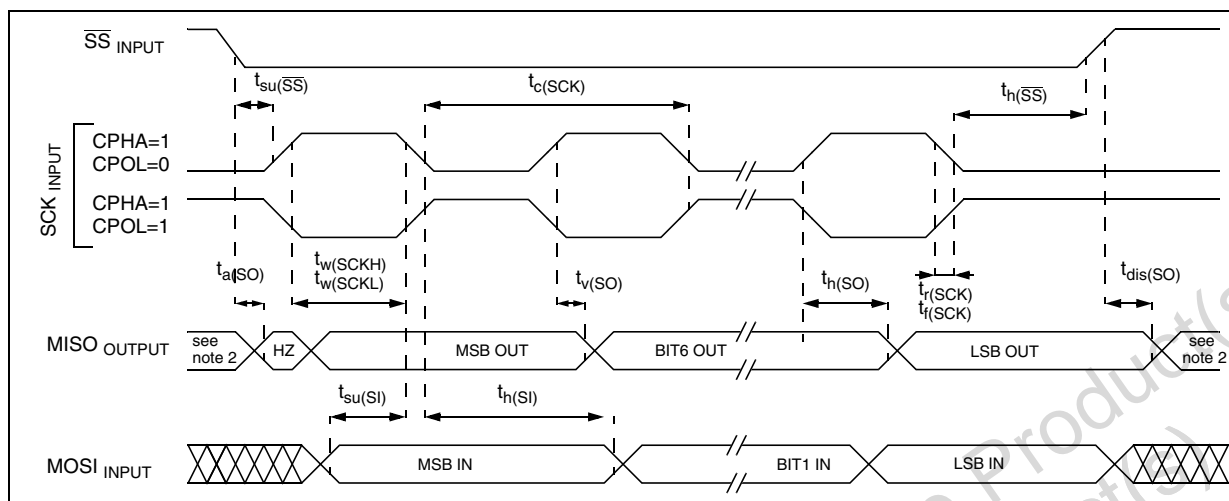 SS INPUT
tsu(SS)
tc(SCK)
th(SS)
SCK INPUT
CPHA=1
CPOL=0
CPHA=1
CPOL=1
ta(SO)
tw(SCKH)
tw(SCKL)
tv(SO)
th(SO)
tr(SCK)
tf(SCK)
tdis(SO)
MISO OUTPUT
see
note 2
HZ
MSB OUT
BIT6 OUT
LSB OUT
see
note 2
tsu(SI)
th(SI)
MOSI INPUT
MSB IN
BIT1 IN
LSB IN
Product(s
ct(s)